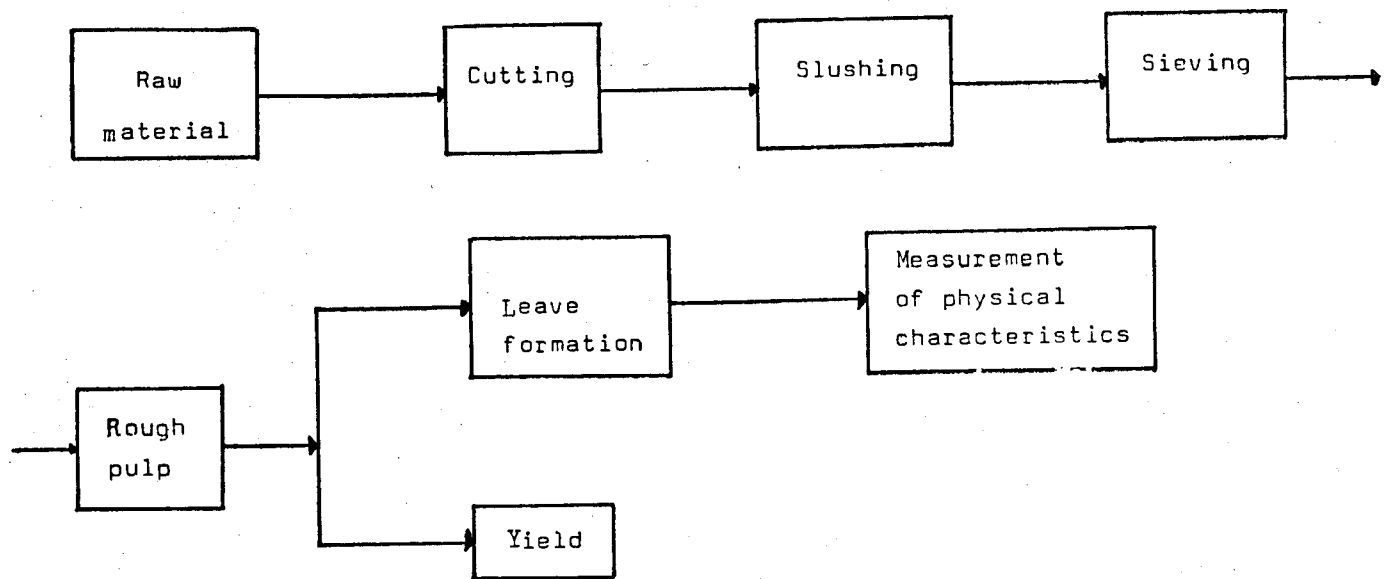 Raw
material
Cutting
Slushing
Sieving
Leave
formation
Measurement
of physical
characteristics
Rough
pulp
Yield